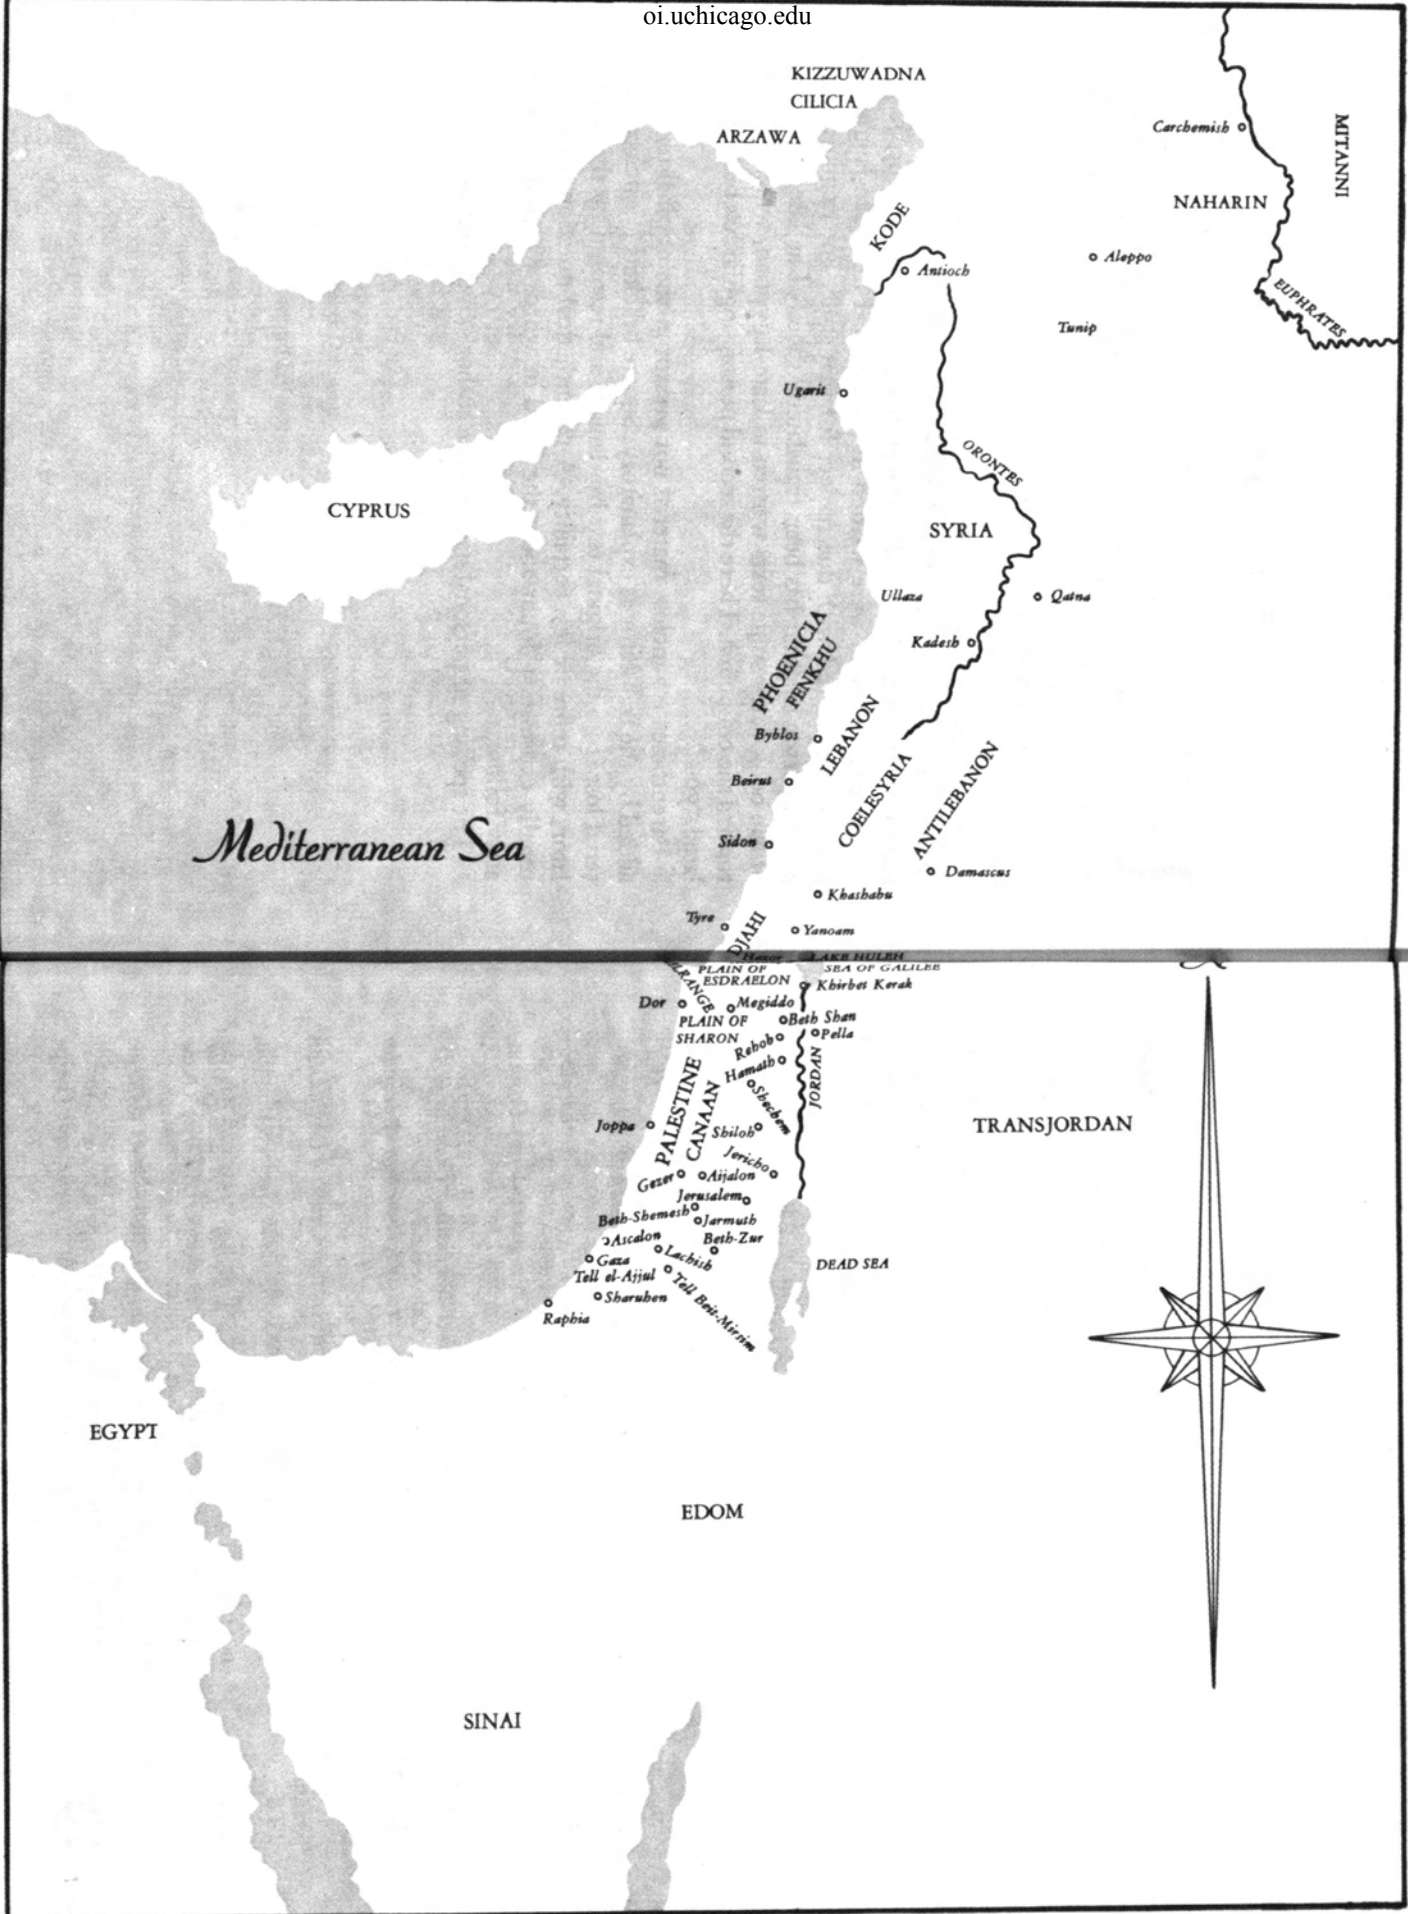 oi.uchicago.edu
KIZZUWADNA
CILICIA
ARZAWA
Carchemish
MITANNI
NAHARIN
KODE
Antioch
Aleppo
EUPHRATES
Tunip
Ugarit
ORONTES
CYPRUS
SYRIA
Ullaza
Qatna
Kadesh
PHOENICIA
FENKHU
Byblos
LEBANON
Beirut
COELESYRIA
ANTILEBANON
Mediterranean Sea
Sidon
Damascus
Khashabu
Tyre
DJAHI
Yanoam
Hazor
LAKE HULEH
PLAIN OF
ESDRAELON
SEA OF GALILEE
Khirbet Kerak
Dor
Megiddo
PLAIN OF
SHARON
Beth Shan
Pella
Rehob
Hamath
JORDAN
Shechem
PALESTINE
CANAAN
Joppa
Shiloh
TRANSJORDAN
Jericho
Gezer
Aijalon
Jerusalem
Beth-Shemesh
Jarmuth
Ascalon
Beth-Zur
Gaza
Lachish
DEAD SEA
Tell el-Ajjul
Tell Beit-Mirsim
Sharuhen
Raphia
EGYPT
EDOM
SINAI